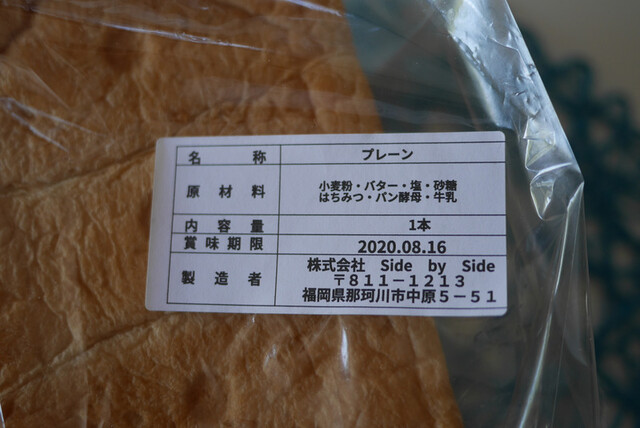 名称 プレーン
原材料 小麦粉・バター・塩・砂糖
はちみつ・パン酵母・牛乳
内容量 1本
賞味期限 2020.08.16
製造者 株式会社 Side by Side
〒811－1213
福岡県那珂川市中原5－51